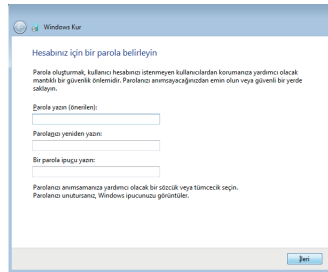 Windows Kur
Hesabınız için bir parola belirleyin
Parola oluşturmak, kullanıcı hesabınızı istenmeyen kullanıcılardan korumanıza yardımcı olacak
mantıklı bir güvenlik önlemidir. Parolanızı anımsayacağınızdan emin olun veya güvenli bir yerde
saklayın.
Parola yazın (önerilen):
Parolanızı yeniden yazın:
Bir parola ipucu yazın:
Parolanızı anımsamanıza yardımcı olacak bir sözcük veya tümcecik seçin.
Parolanızı unutursanız, Windows ipucunuzu görüntüler.
İleri